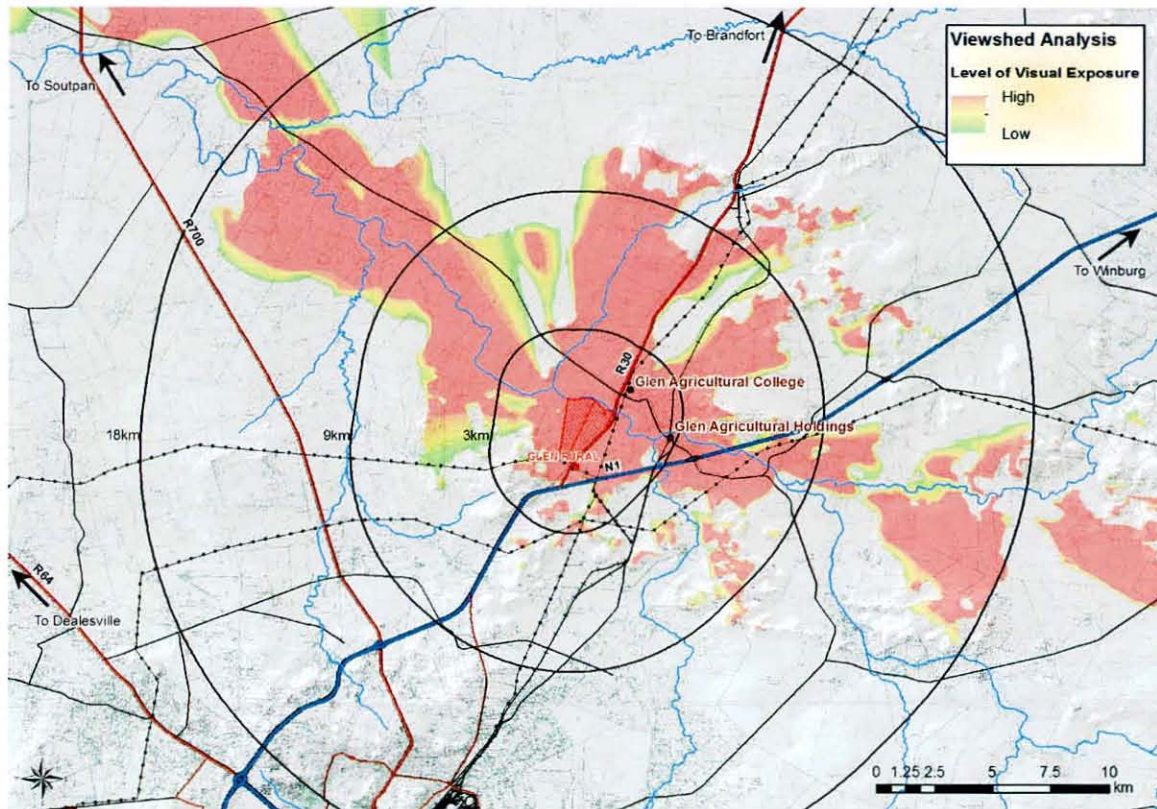 To Brandfort
Viewshed Analysis
Level of Visual Exposure
High
Low
To Soutpan
R700
To Winburg
R30
Glen Agricultural College
Glen Agricultural Holdings
18km
9km
3km
GLEN RURAL
N1
R64
To Dealesville
0 1.25 2.5 5 7.5 10
km